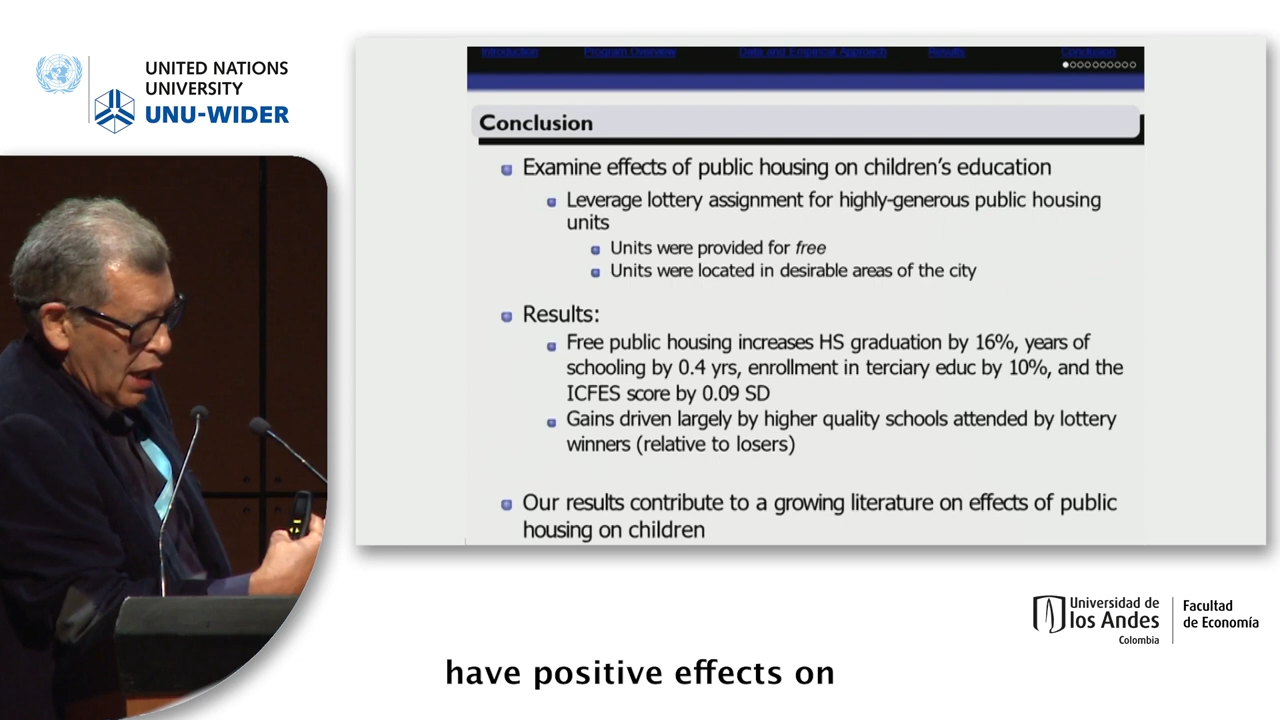 UNITED NATIONS
UNIVERSITY
UNU-WIDER
Introduction Program Overview Data and Empirical Approach Results Conclusion
Conclusion
Examine effects of public housing on children's education
Leverage lottery assignment for highly-generous public housing
units
Units were provided for free
Units were located in desirable areas of the city
Results:
Free public housing increases HS graduation by 16%, years of
schooling by 0.4 yrs, enrollment in terciary educ by 10%, and the
ICFES score by 0.09 SD
Gains driven largely by higher quality schools attended by lottery
winners (relative to losers)
Our results contribute to a growing literature on effects of public
housing on children
Universidad de
los Andes
Colombia
Facultad
de Economía
have positive effects on